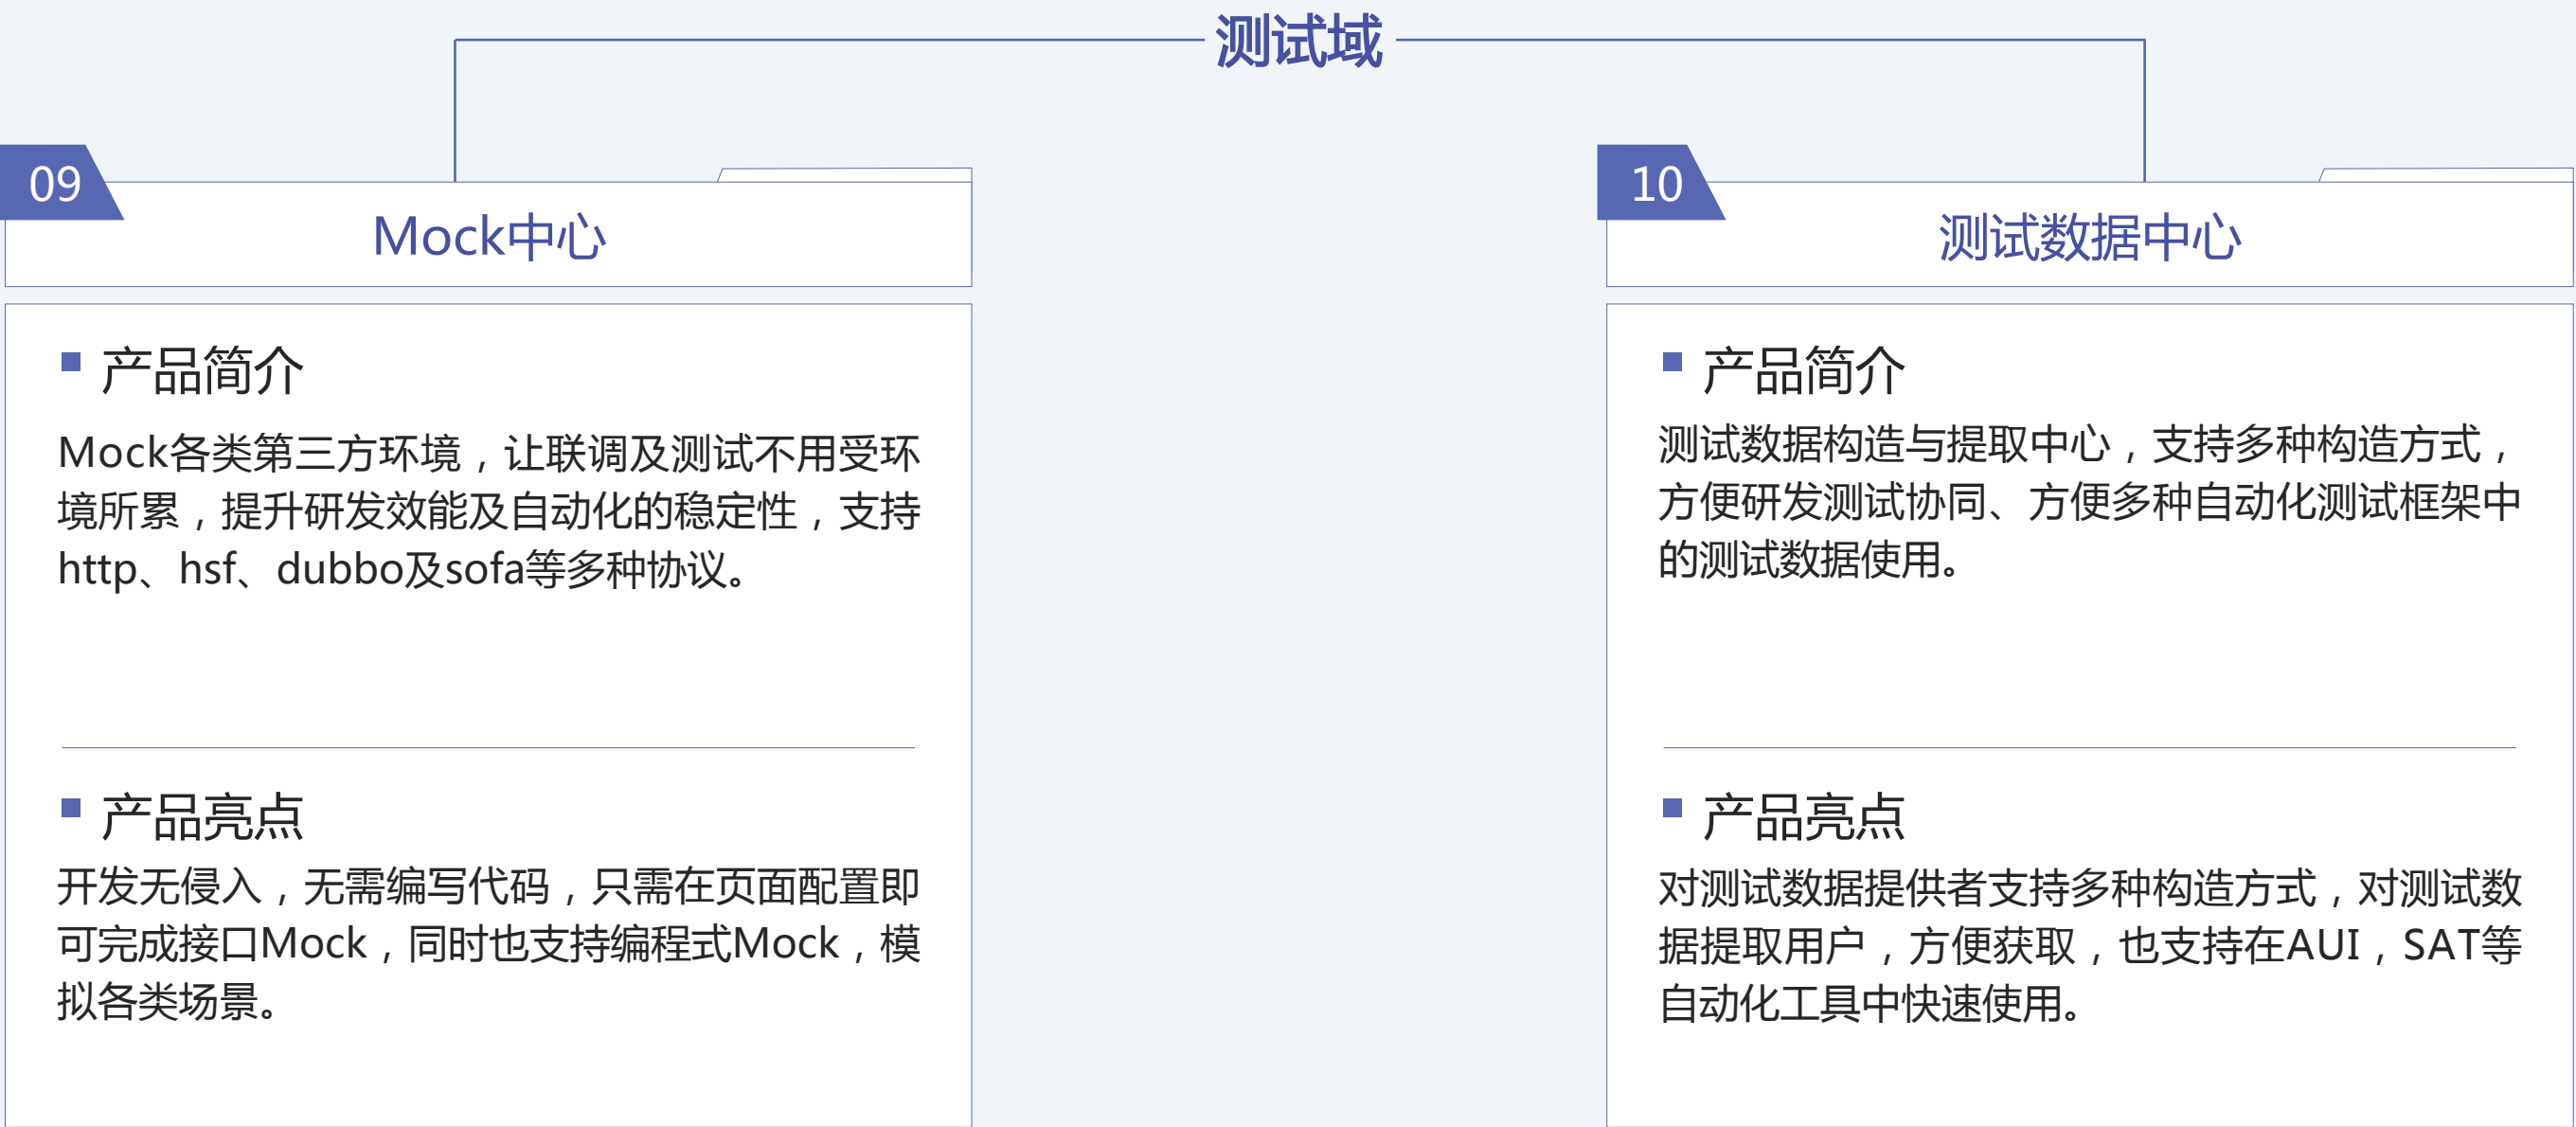 测试域
09
Mock中心
产品简介
Mock各类第三方环境，让联调及测试不用受环
境所累，提升研发效能及自动化的稳定性，支持
http、hsf、dubbo及sofa等多种协议。
产品亮点
开发无侵入，无需编写代码，只需在页面配置即
可完成接口Mock，同时也支持编程式Mock，模
拟各类场景。
10
测试数据中心
产品简介
测试数据构造与提取中心，支持多种构造方式，
方便研发测试协同、方便多种自动化测试框架中
的测试数据使用。
产品亮点
对测试数据提供者支持多种构造方式，对测试数
据提取用户，方便获取，也支持在AUI，SAT等
自动化工具中快速使用。